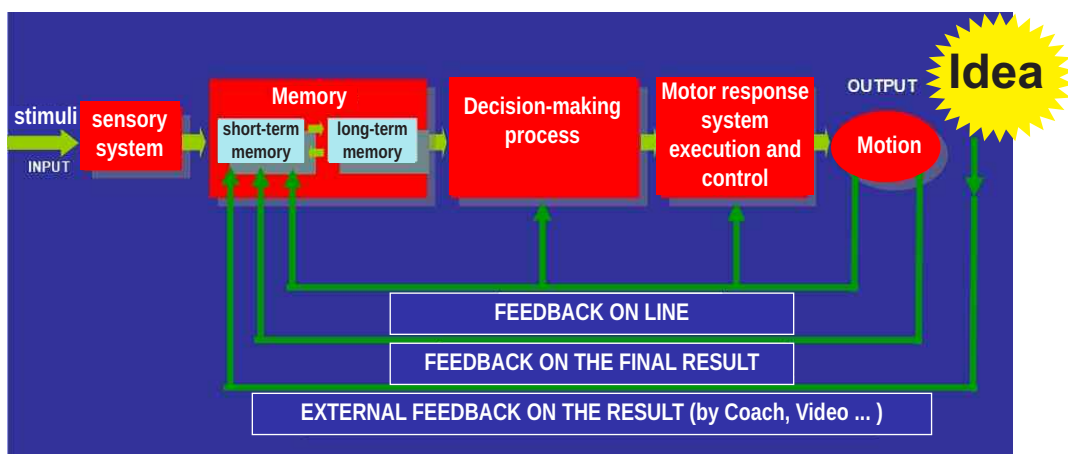 Idea
stimuli
INPUT
sensory
system
Memory
short-term
memory
long-term
memory
Decision-making
process
Motor response
system
execution and
control
OUTPUT
Motion
FEEDBACK ON LINE
FEEDBACK ON THE FINAL RESULT
EXTERNAL FEEDBACK ON THE RESULT (by Coach, Video ... )